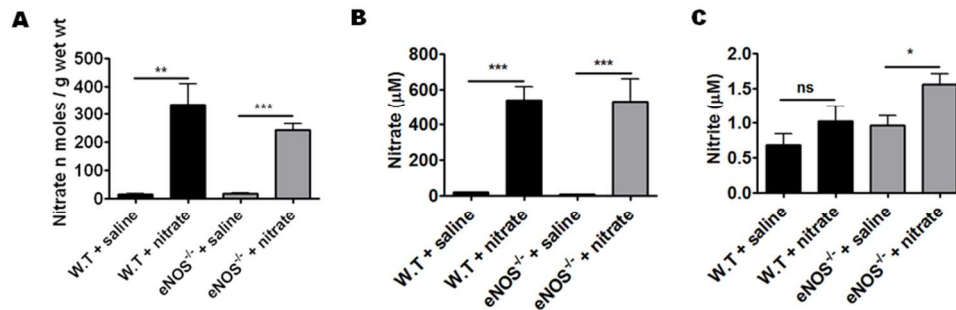 A
Nitrate n moles / g wet wt
500
400
300
200
100
0
**
***
W.T + saline
W.T + nitrate
eNOS⁻/⁻ + saline
eNOS⁻/⁻ + nitrate
B
Nitrate (μM)
800
600
400
200
0
***
***
W.T + saline
W.T + nitrate
eNOS⁻/⁻ + saline
eNOS⁻/⁻ + nitrate
C
Nitrite (μM)
2.0
1.5
1.0
0.5
0.0
ns
*
W.T + saline
W.T + nitrate
eNOS⁻/⁻ + saline
eNOS⁻/⁻ + nitrate